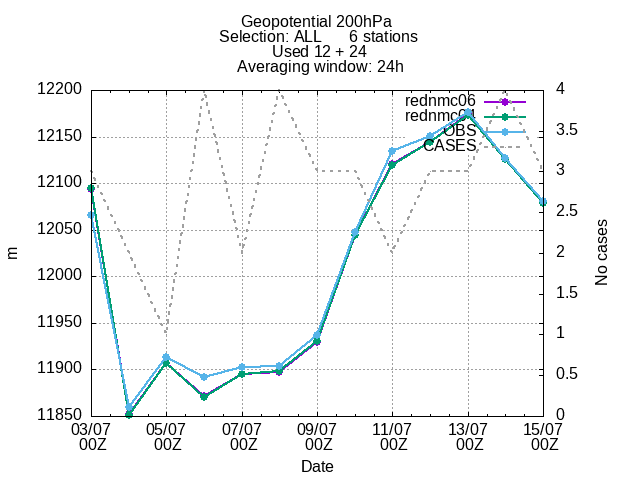 Geopotential 200hPa
Selection: ALL 6 stations
Used 12 + 24
Averaging window: 24h
12200
12150
12100
12050
12000
11950
11900
11850
m
4
3.5
3
2.5
2
1.5
1
0.5
0
No cases
rednmc06
rednmc04
OBS
CASES
03/07 05/07 07/07 09/07 11/07 13/07 15/07
00Z 00Z 00Z 00Z 00Z 00Z 00Z
Date